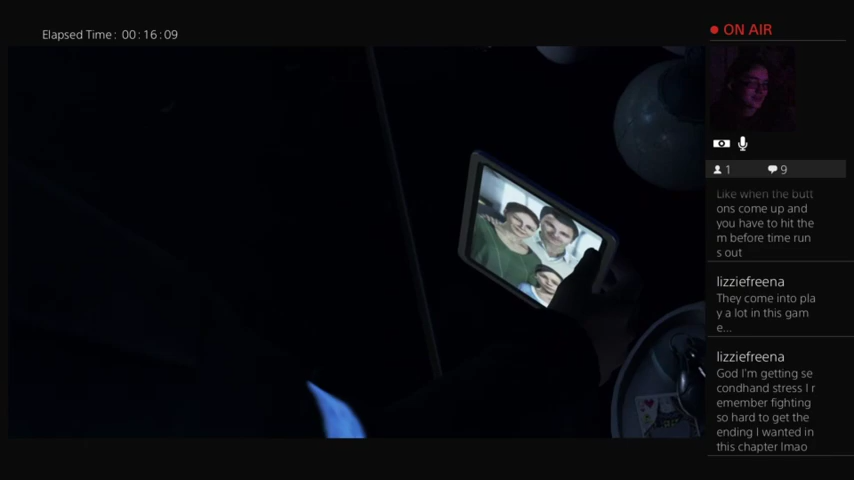 Elapsed Time: 00:16:09
ON AIR
1
9
Like when the butt
ons come up and
you have to hit the
m before time run
s out
lizziefreena
They come into pla
y a lot in this gam
e...
lizziefreena
God I'm getting se
condhand stress I r
emember fighting
so hard to get the
ending I wanted in
this chapter lmao